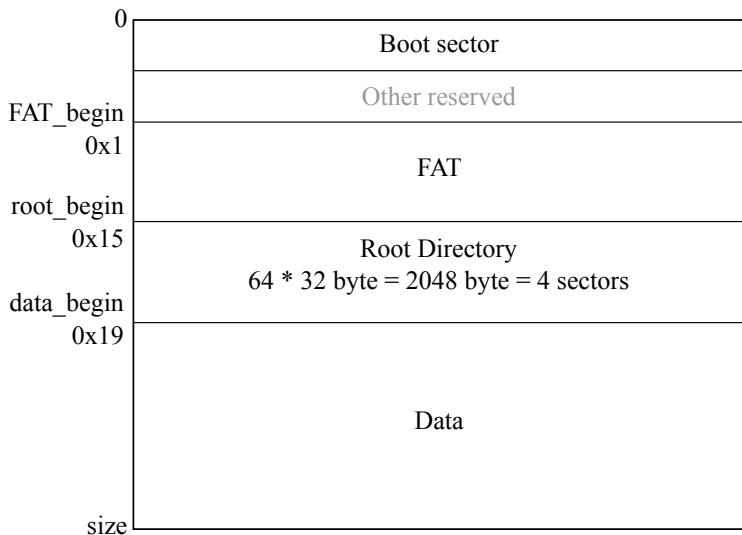 0
Boot sector
Other reserved
FAT_begin
0x1
FAT
root_begin
0x15
Root Directory
64 * 32 byte = 2048 byte = 4 sectors
data_begin
0x19
Data
size